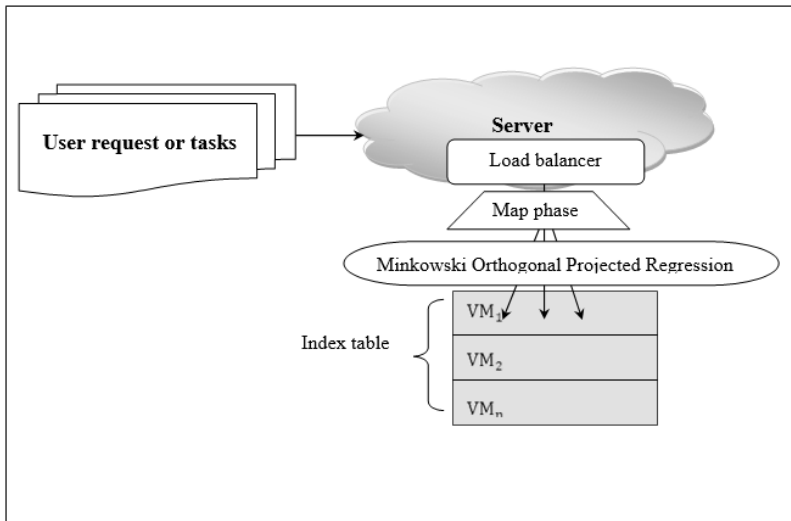 User request or tasks
Server
Load balancer
Map phase
Minkowski Orthogonal Projected Regression
Index table
VM₁
VM₂
VMₙ